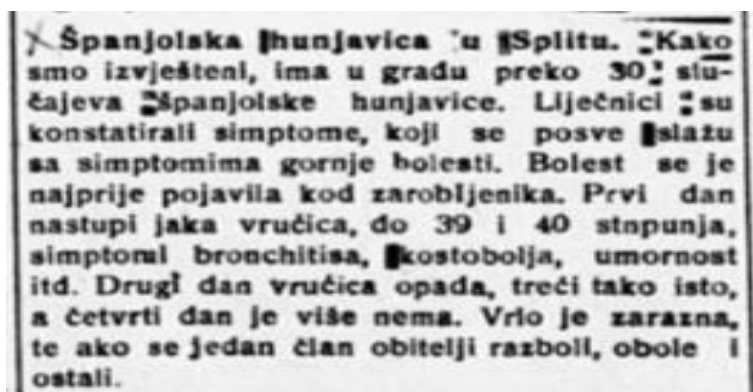 Španjolska hunjavica u Splitu. Kako
smo izvješteni, ima u gradu preko 30 slu-
čajeva španjolske hunjavice. Liječnici su
konstatirali simptome, koji se posve slažu
sa simptomima gornje bolesti. Bolest se je
najprije pojavila kod zarobljenika. Prvi dan
nastupi jaka vrućica, do 39 i 40 stnpunja,
simptomi bronchitisa, kostobolja, umornost
itd. Drugi dan vrućica opada, treći tako isto,
a četvrti dan je više nema. Vrlo je zarazna,
te ako se jedan član obitelji razboli, obole i
ostali.